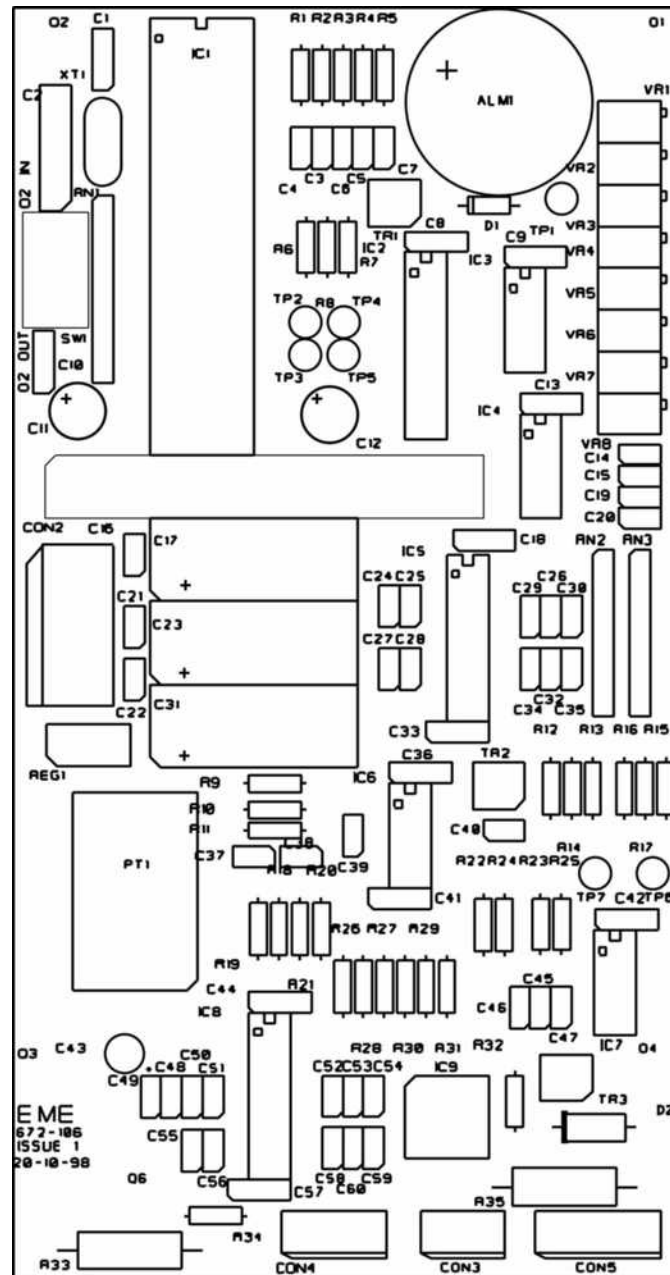 O2 C1 R1 R2 R3 R4 R5 O1
IC1
XT1 ALM1 VR1
C2
O2 IN
RN1 C4 C3 C6 C5 C7 VR2
TR1 C8 D1 TP1 VR3
R6 IC2 R7 IC3 C9 VR4
VR5
TP2 R8 TP4
O2 OUT SW1 VR6
C10 TP3 TP5 VR7
C13
IC4
C11 C12
VR8
C14
C15
C19
C20
CON2 C16 C17 IC5 C18 RN2 RN3
C24 C25 C29 C26 C30
C21
C23
C27 C28
C22 C31 C34 C32 C35
C33 R12 R13 R16 R15
REG1 IC6 C36 TR2
R9
R10
R11 C38 C40
C37 R18 R20 C39 R22 R24 R23 R25 R14 R17
PT1
TP7 TP6
C41 C42
R26 R27 R29
R19
C44 R21 C45
IC8 C46
C47 IC7 O4
O3 C43 C50 R28 R30 R31 R32
C49 C48 C51 C52 C53 C54 IC9
EME TR3 D2
672-106
C55
ISSUE 1
20-10-98
O6 C56 C57 C58 C60 C59
R35
R34
R33 CON4 CON3 CON5